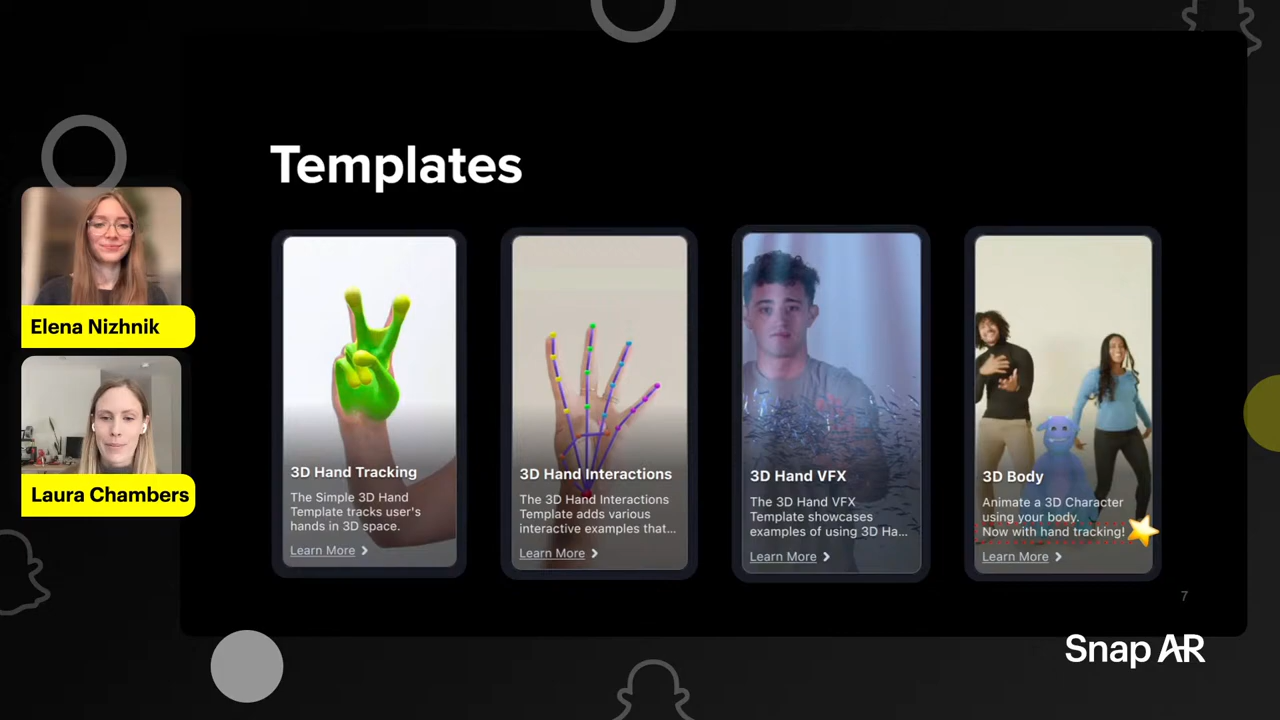 Templates
Elena Nizhnik
Laura Chambers
3D Hand Tracking
The Simple 3D Hand
Template tracks user's
hands in 3D space.
Learn More
3D Hand Interactions
The 3D Hand Interactions
Template adds various
interactive examples that...
Learn More
3D Hand VFX
The 3D Hand VFX
Template showcases
examples of using 3D Ha...
Learn More
3D Body
Animate a 3D Character
using your body.
Now with hand tracking!
Learn More
7
Snap AR